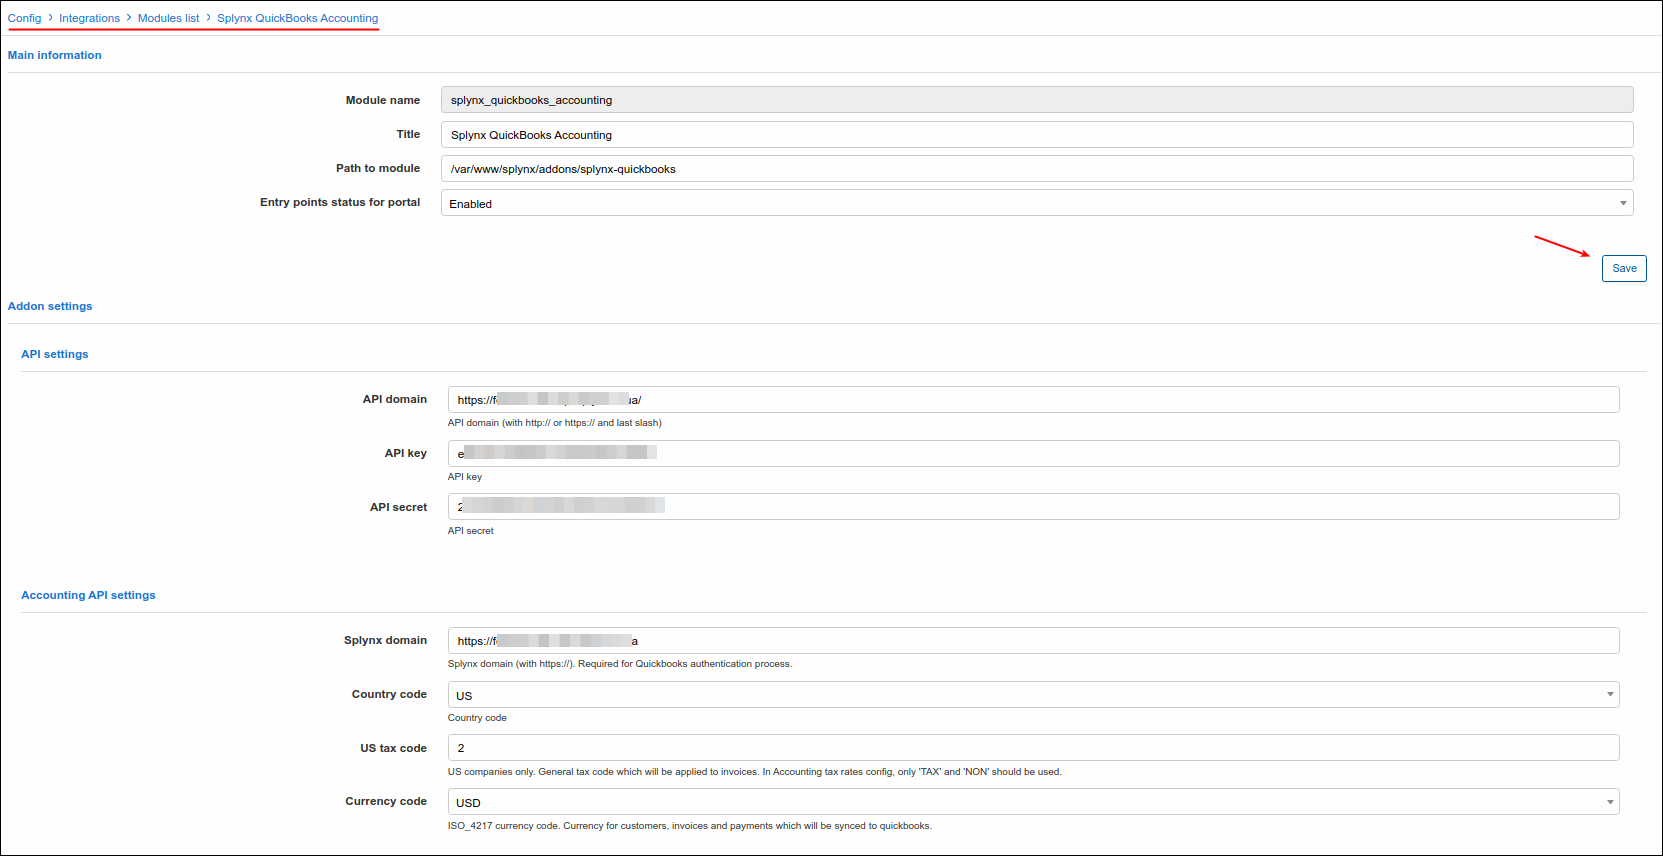 Config > Integrations > Modules list > Splynx QuickBooks Accounting
Main information
Module name splynx_quickbooks_accounting
Title Splynx QuickBooks Accounting
Path to module /var/www/splynx/addons/splynx-quickbooks
Entry points status for portal Enabled
Save
Addon settings
API settings
API domain https://
API domain (with http:// or https:// and last slash)
API key
API key
API secret
API secret
Accounting API settings
Splynx domain https://
Splynx domain (with https://). Required for Quickbooks authentication process.
Country code US
Country code
US tax code 2
US companies only. General tax code which will be applied to invoices. In Accounting tax rates config, only 'TAX' and 'NON' should be used.
Currency code USD
ISO_4217 currency code. Currency for customers, invoices and payments which will be synced to quickbooks.